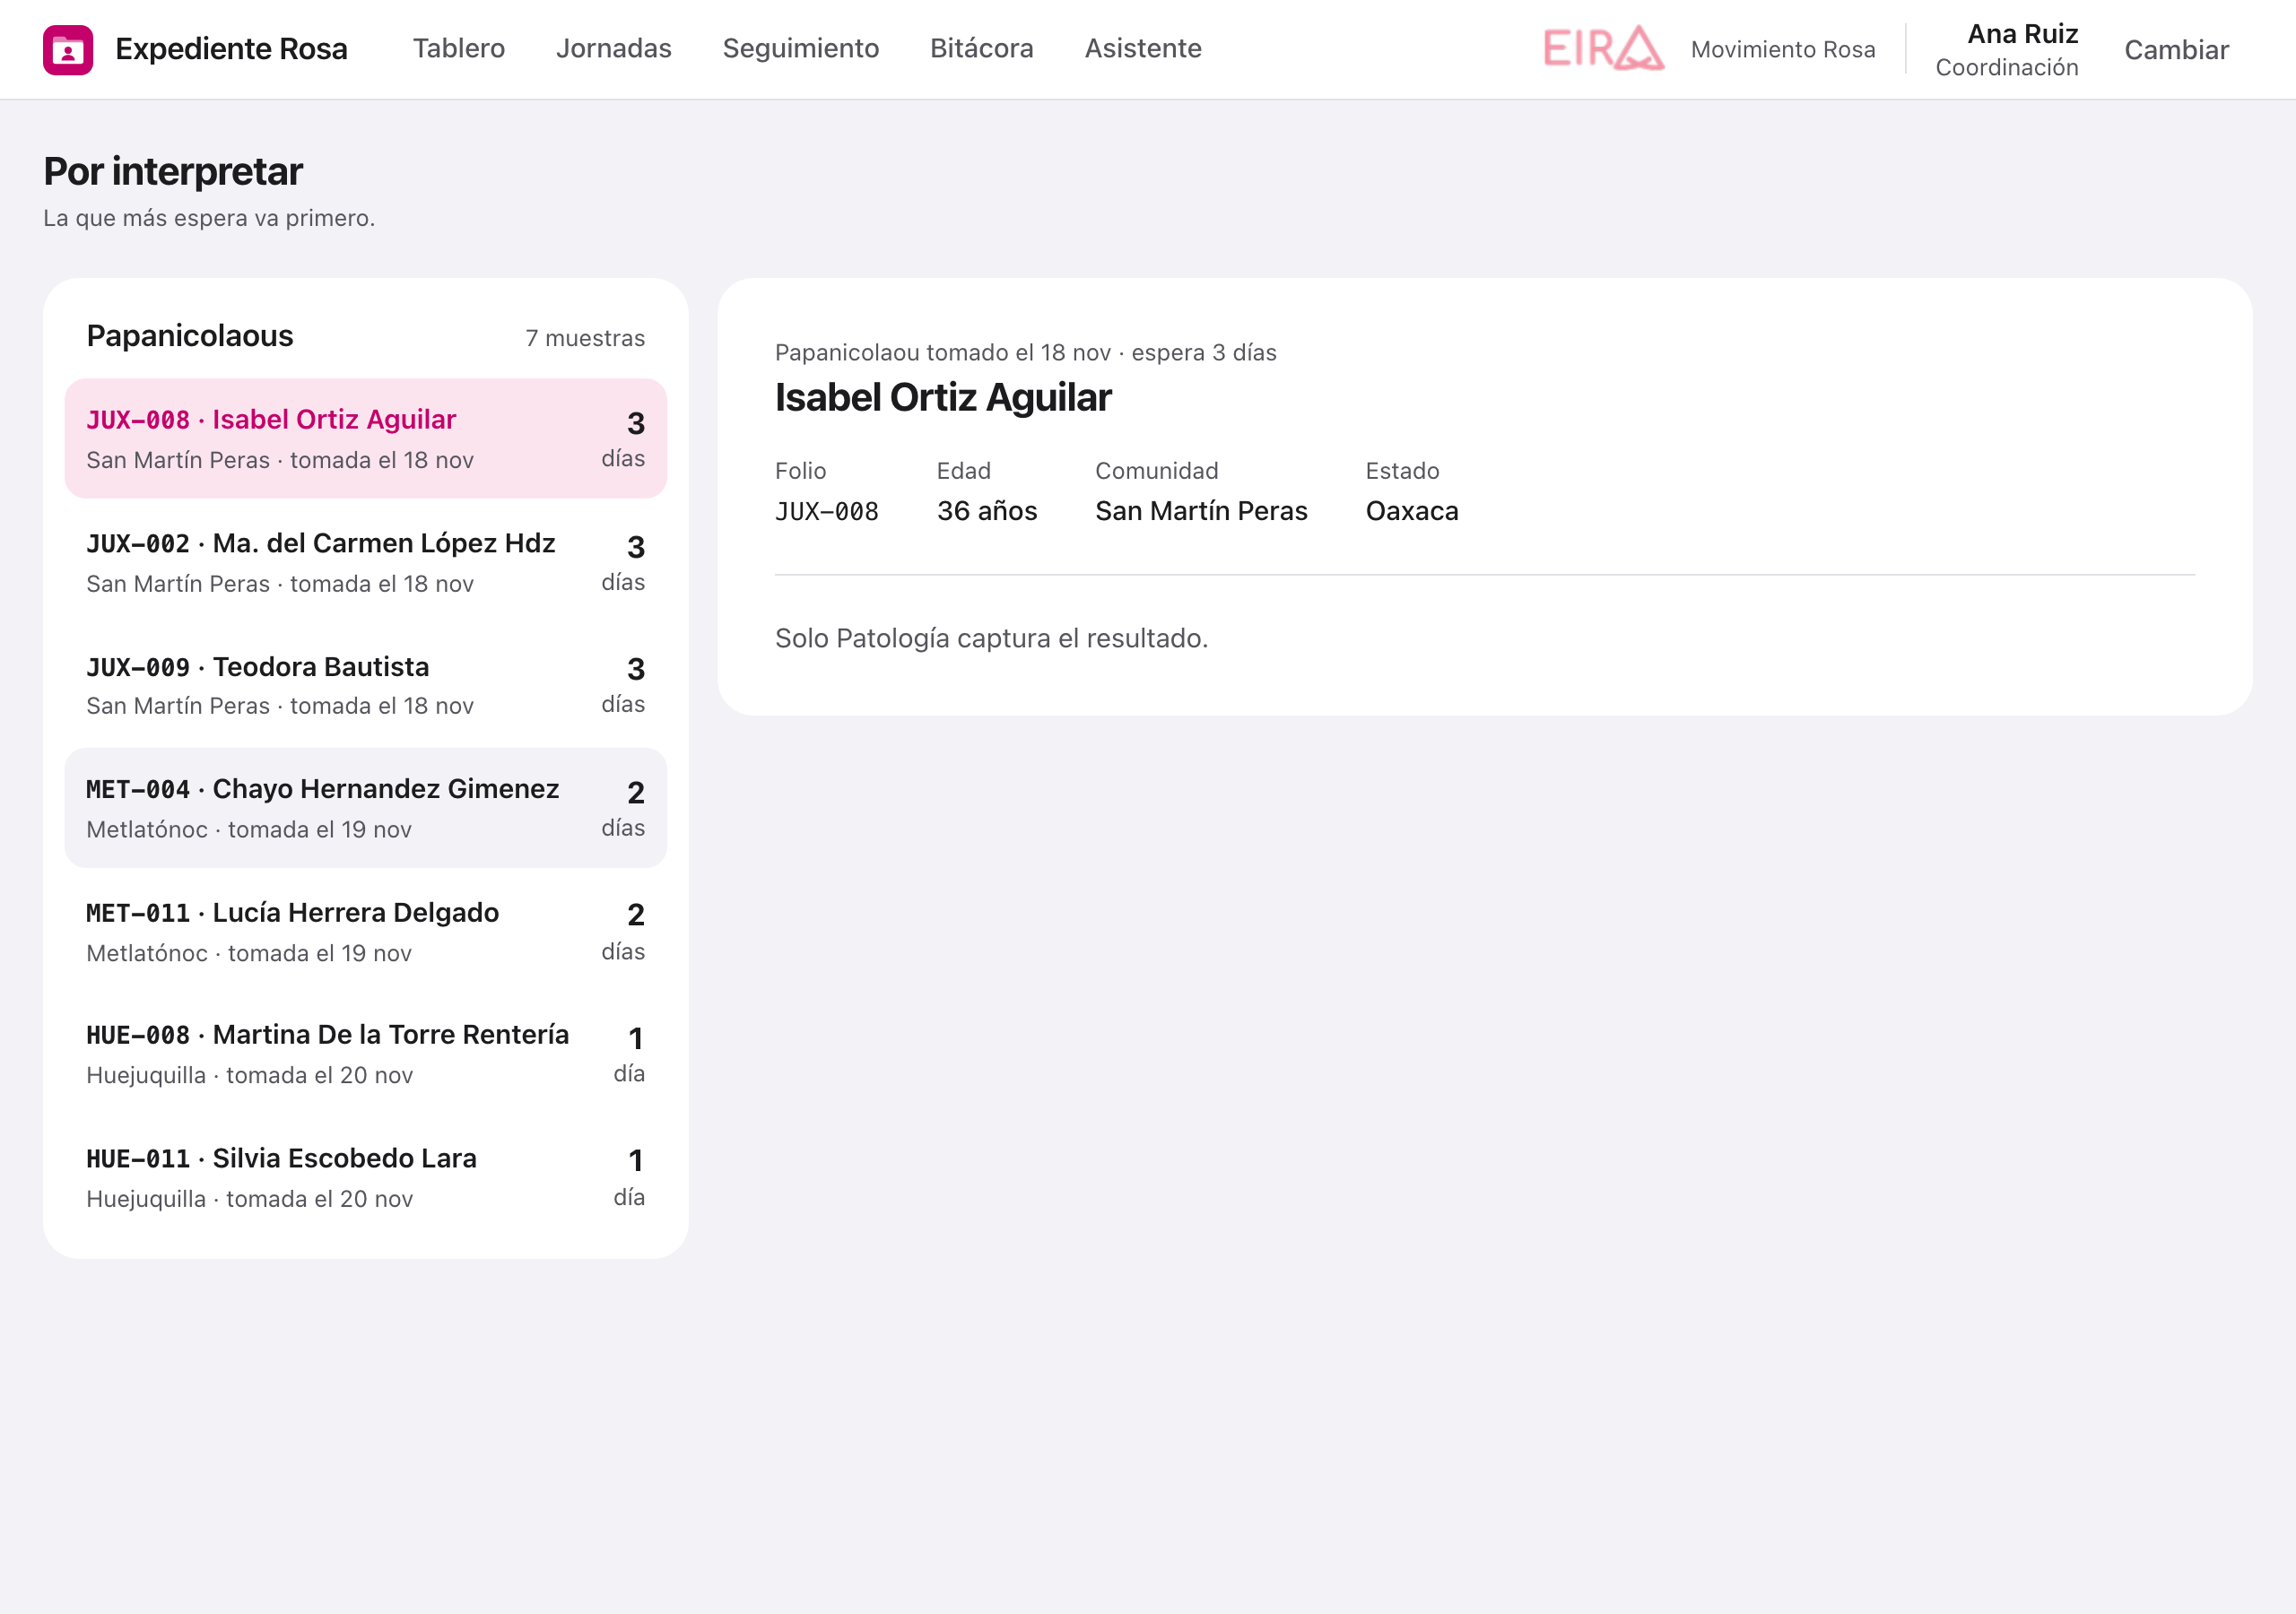 Expediente Rosa
Tablero
Jornadas
Seguimiento
Bitácora
Asistente
EIRA
Movimiento Rosa
Ana Ruiz
Coordinación
Cambiar
Por interpretar
La que más espera va primero.
Papanicolaous
7 muestras
JUX-008 · Isabel Ortiz Aguilar
3
San Martín Peras · tomada el 18 nov
días
JUX-002 · Ma. del Carmen López Hdz
3
San Martín Peras · tomada el 18 nov
días
JUX-009 · Teodora Bautista
3
San Martín Peras · tomada el 18 nov
días
MET-004 · Chayo Hernandez Gimenez
2
Metlatónoc · tomada el 19 nov
días
MET-011 · Lucía Herrera Delgado
2
Metlatónoc · tomada el 19 nov
días
HUE-008 · Martina De la Torre Rentería
1
Huejuquilla · tomada el 20 nov
día
HUE-011 · Silvia Escobedo Lara
1
Huejuquilla · tomada el 20 nov
día
Papanicolaou tomado el 18 nov · espera 3 días
Isabel Ortiz Aguilar
Folio
JUX-008
Edad
36 años
Comunidad
San Martín Peras
Estado
Oaxaca
Solo Patología captura el resultado.